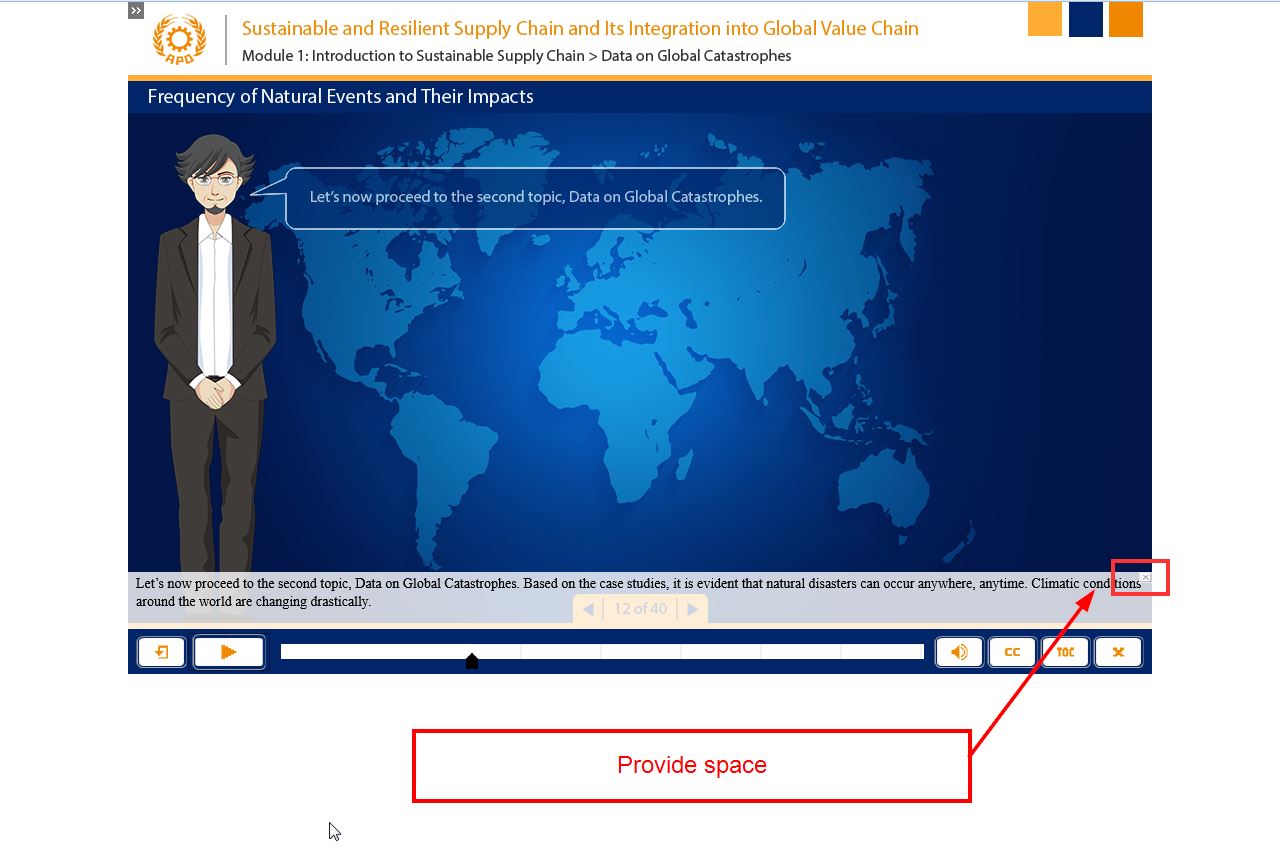 APO
Sustainable and Resilient Supply Chain and Its Integration into Global Value Chain
Module 1: Introduction to Sustainable Supply Chain > Data on Global Catastrophes
Frequency of Natural Events and Their Impacts
Let’s now proceed to the second topic, Data on Global Catastrophes.
Let’s now proceed to the second topic, Data on Global Catastrophes. Based on the case studies, it is evident that natural disasters can occur anywhere, anytime. Climatic conditions
around the world are changing drastically.
12 of 40
CC
TOC
Provide space